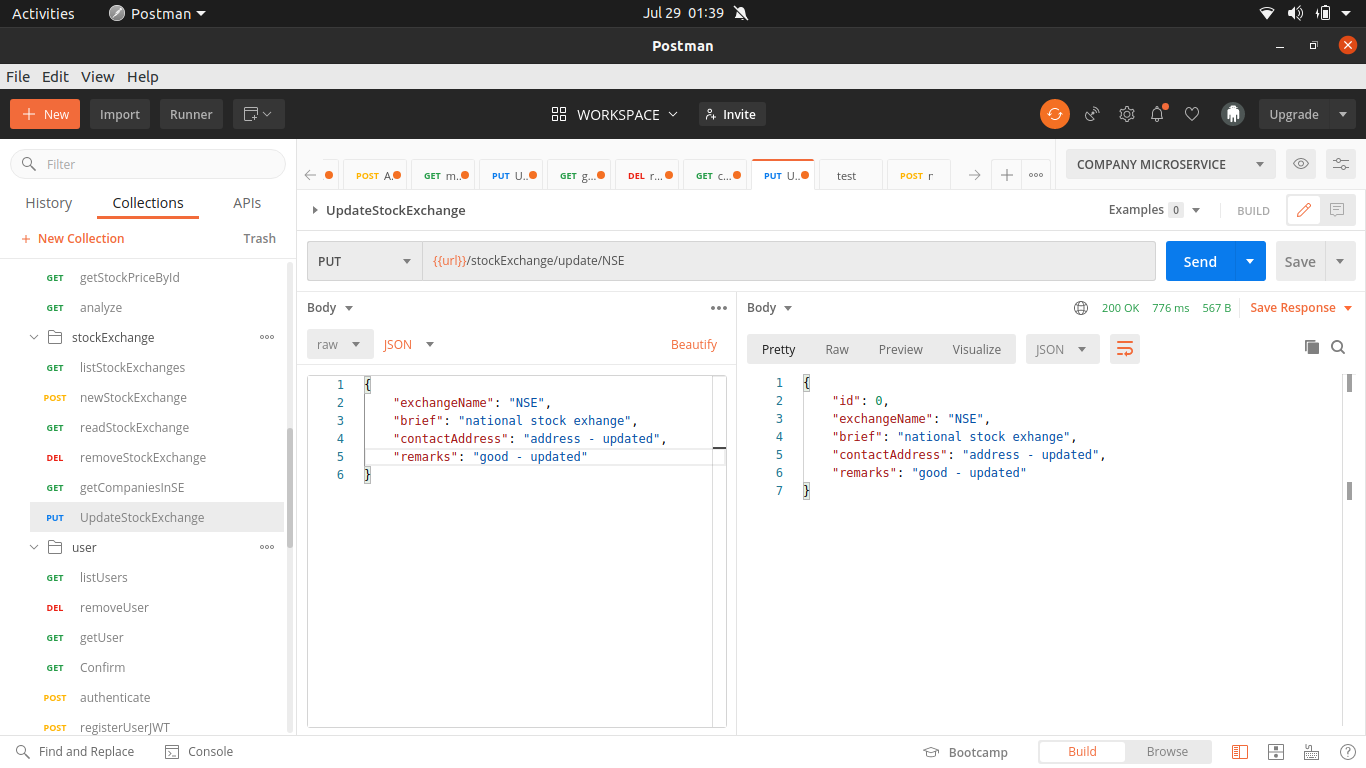 Activities Postman Jul 29 01:39
Postman
File Edit View Help
+ New Import Runner WORKSPACE Invite Upgrade
Filter
History Collections APIs
+ New Collection Trash
GET getStockPriceById
GET analyze
stockExchange
GET listStockExchanges
POST newStockExchange
GET readStockExchange
DEL removeStockExchange
GET getCompaniesInSE
PUT UpdateStockExchange
user
GET listUsers
DEL removeUser
GET getUser
GET Confirm
POST authenticate
POST registerUserJWT
POST A. GET m... PUT U... GET g... DEL r... GET c... PUT U... test POST r
COMPANY MICROSERVICE
UpdateStockExchange Examples 0 BUILD
PUT {{url}}/stockExchange/update/NSE Send Save
Body
raw JSON Beautify
1 {
2 "exchangeName": "NSE",
3 "brief": "national stock exhange",
4 "contactAddress": "address - updated",
5 "remarks": "good - updated"
6 }
Body 200 OK 776 ms 567 B Save Response
Pretty Raw Preview Visualize JSON
1 {
2 "id": 0,
3 "exchangeName": "NSE",
4 "brief": "national stock exhange",
5 "contactAddress": "address - updated",
6 "remarks": "good - updated"
7 }
Find and Replace Console Bootcamp Build Browse